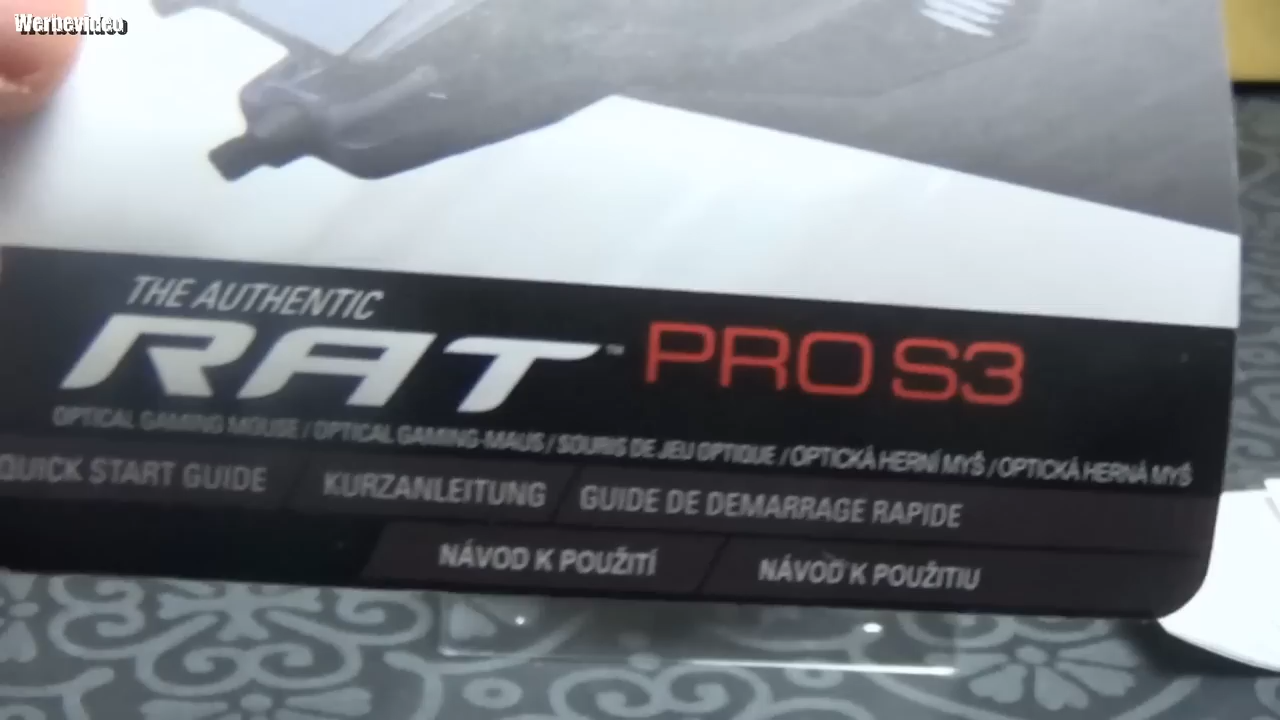 Werbevideo
THE AUTHENTIC
RAT™ PRO S3
OPTICAL GAMING MOUSE / OPTICAL GAMING-MAUS / SOURIS DE JEU OPTIQUE / OPTICKÁ HERNÍ MYŠ / OPTICKÁ HERNÁ MYŠ
QUICK START GUIDE KURZANLEITUNG GUIDE DE DEMARRAGE RAPIDE
NÁVOD K POUŽITÍ NÁVOD K POUŽITIU